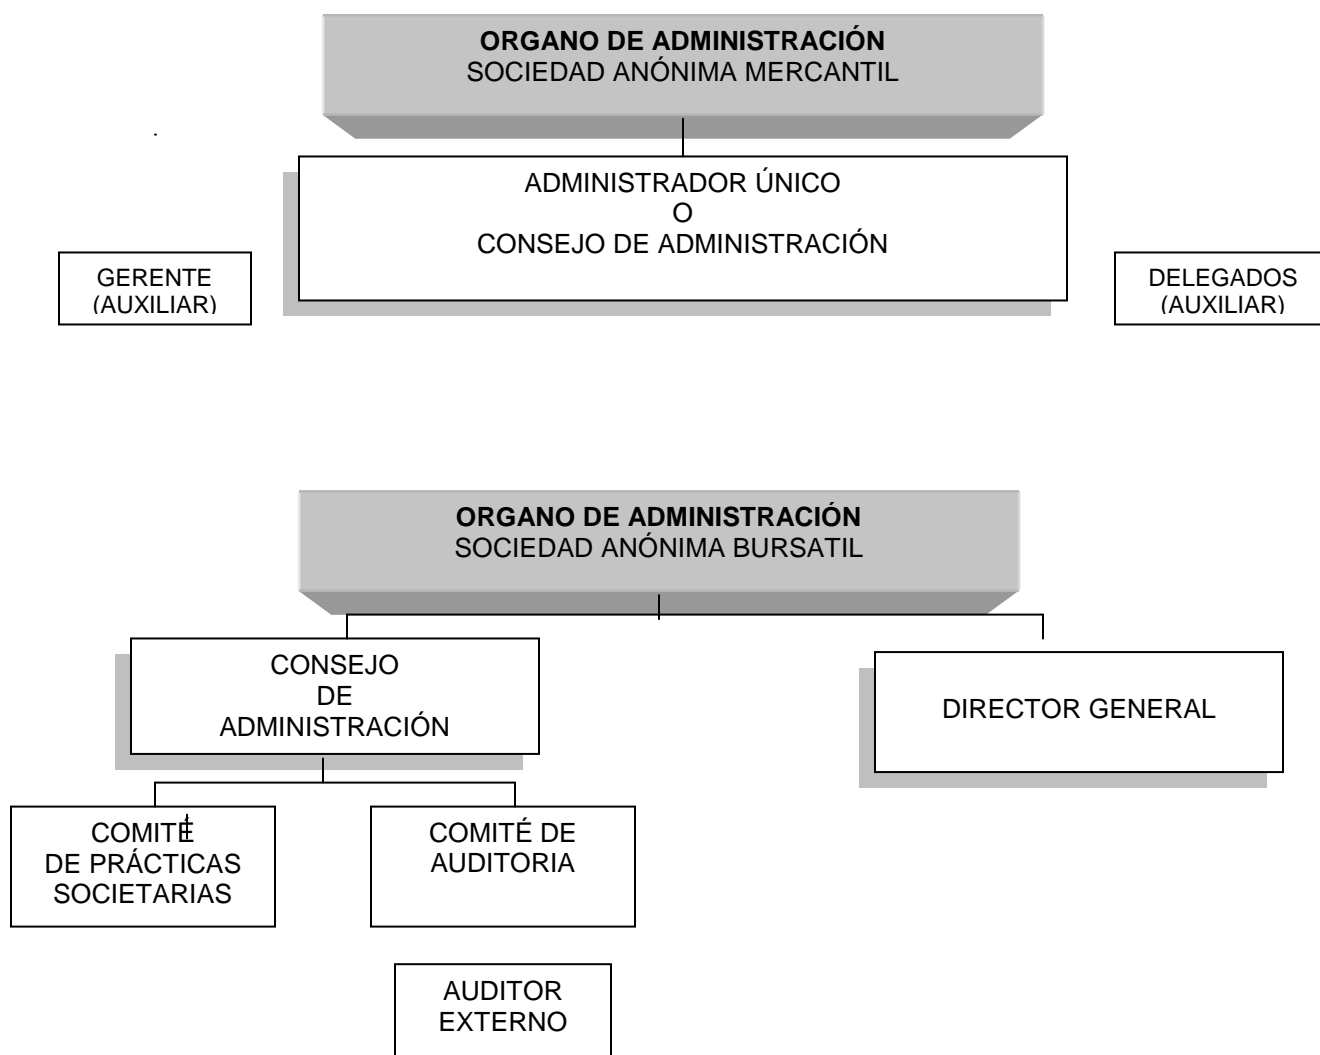 ORGANO DE ADMINISTRACIÓN
SOCIEDAD ANÓNIMA MERCANTIL
ADMINISTRADOR ÚNICO
O
CONSEJO DE ADMINISTRACIÓN
GERENTE
(AUXILIAR)
DELEGADOS
(AUXILIAR)
ORGANO DE ADMINISTRACIÓN
SOCIEDAD ANÓNIMA BURSATIL
CONSEJO
DE
ADMINISTRACIÓN
DIRECTOR GENERAL
COMITÉ
DE PRÁCTICAS
SOCIETARIAS
COMITÉ DE
AUDITORIA
AUDITOR
EXTERNO